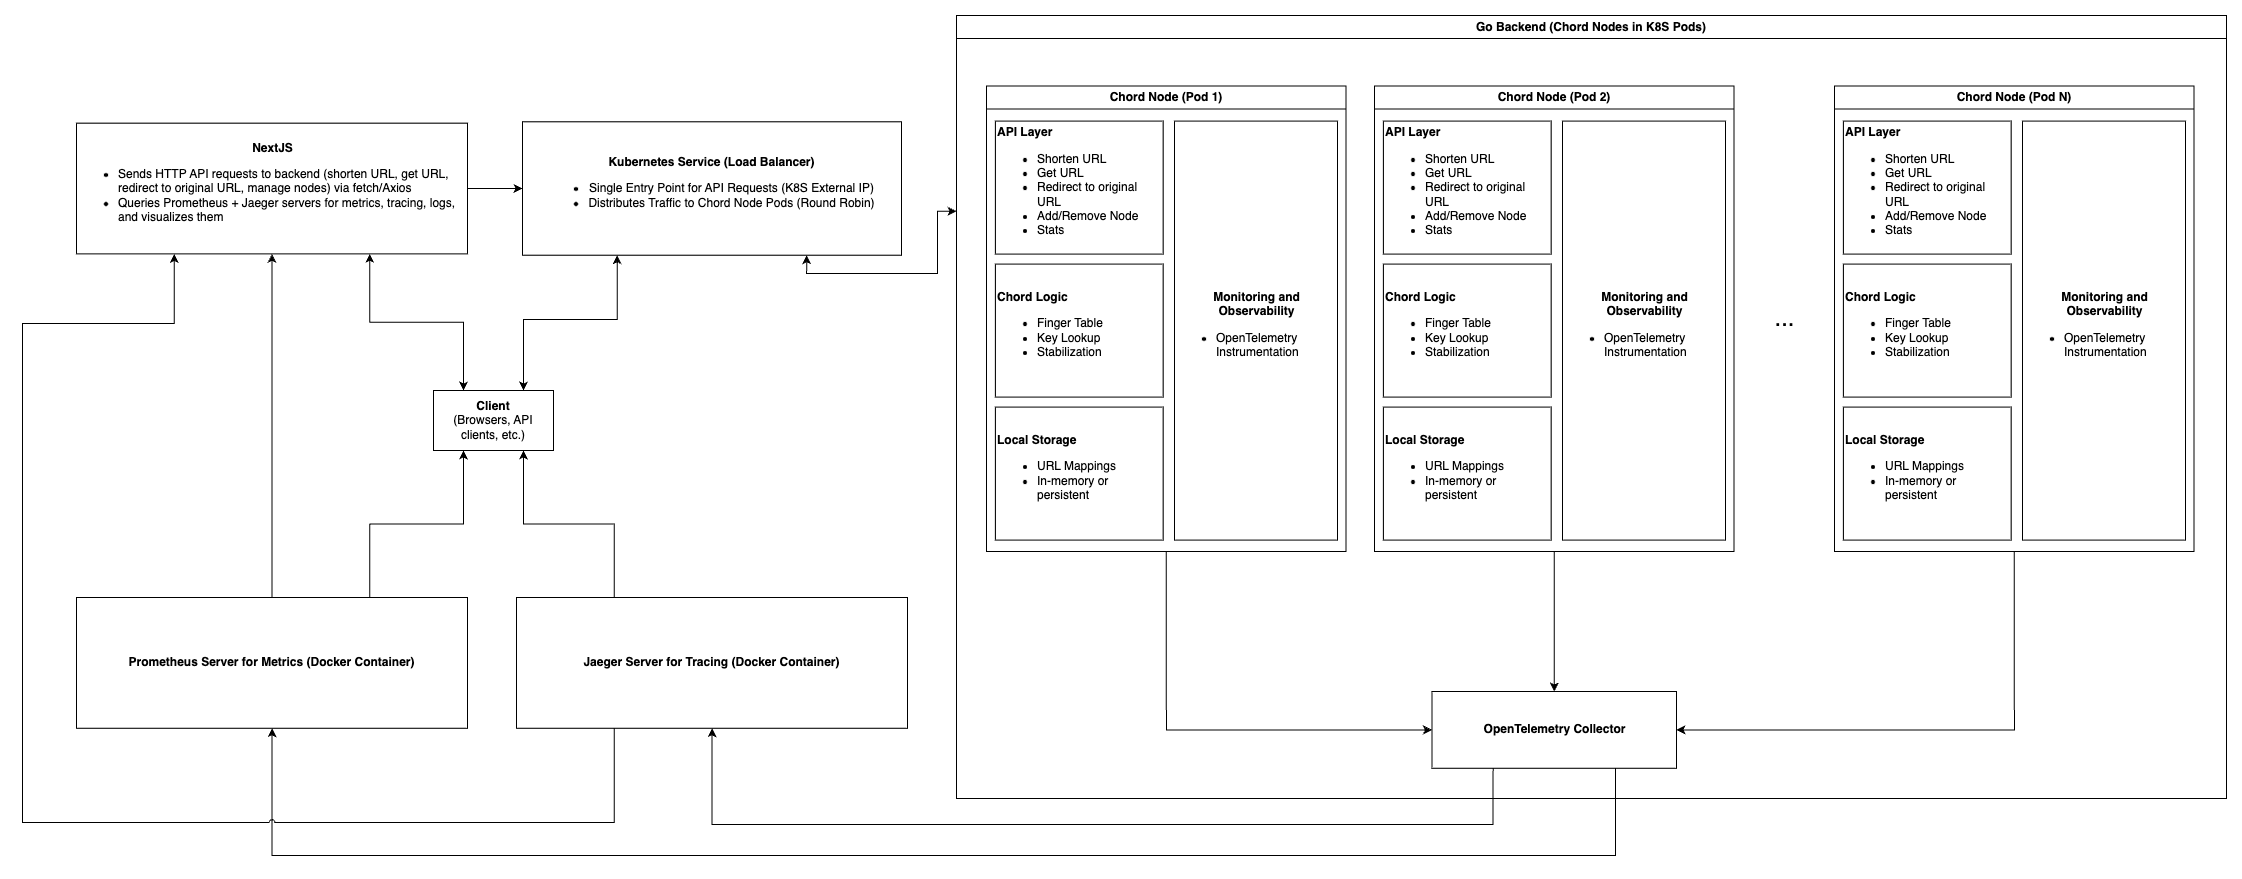 Go Backend (Chord Nodes in K8S Pods)
NextJS
• Sends HTTP API requests to backend (shorten URL, get URL,
redirect to original URL, manage nodes) via fetch/Axios
• Queries Prometheus + Jaeger servers for metrics, tracing, logs,
and visualizes them
Kubernetes Service (Load Balancer)
• Single Entry Point for API Requests (K8S External IP)
• Distributes Traffic to Chord Node Pods (Round Robin)
Client
(Browsers, API
clients, etc.)
Prometheus Server for Metrics (Docker Container)
Jaeger Server for Tracing (Docker Container)
Chord Node (Pod 1)
API Layer
• Shorten URL
• Get URL
• Redirect to original
URL
• Add/Remove Node
• Stats
Chord Logic
• Finger Table
• Key Lookup
• Stabilization
Local Storage
• URL Mappings
• In-memory or
persistent
Monitoring and
Observability
• OpenTelemetry
Instrumentation
Chord Node (Pod 2)
API Layer
• Shorten URL
• Get URL
• Redirect to original
URL
• Add/Remove Node
• Stats
Chord Logic
• Finger Table
• Key Lookup
• Stabilization
Local Storage
• URL Mappings
• In-memory or
persistent
Monitoring and
Observability
• OpenTelemetry
Instrumentation
...
Chord Node (Pod N)
API Layer
• Shorten URL
• Get URL
• Redirect to original
URL
• Add/Remove Node
• Stats
Chord Logic
• Finger Table
• Key Lookup
• Stabilization
Local Storage
• URL Mappings
• In-memory or
persistent
Monitoring and
Observability
• OpenTelemetry
Instrumentation
OpenTelemetry Collector